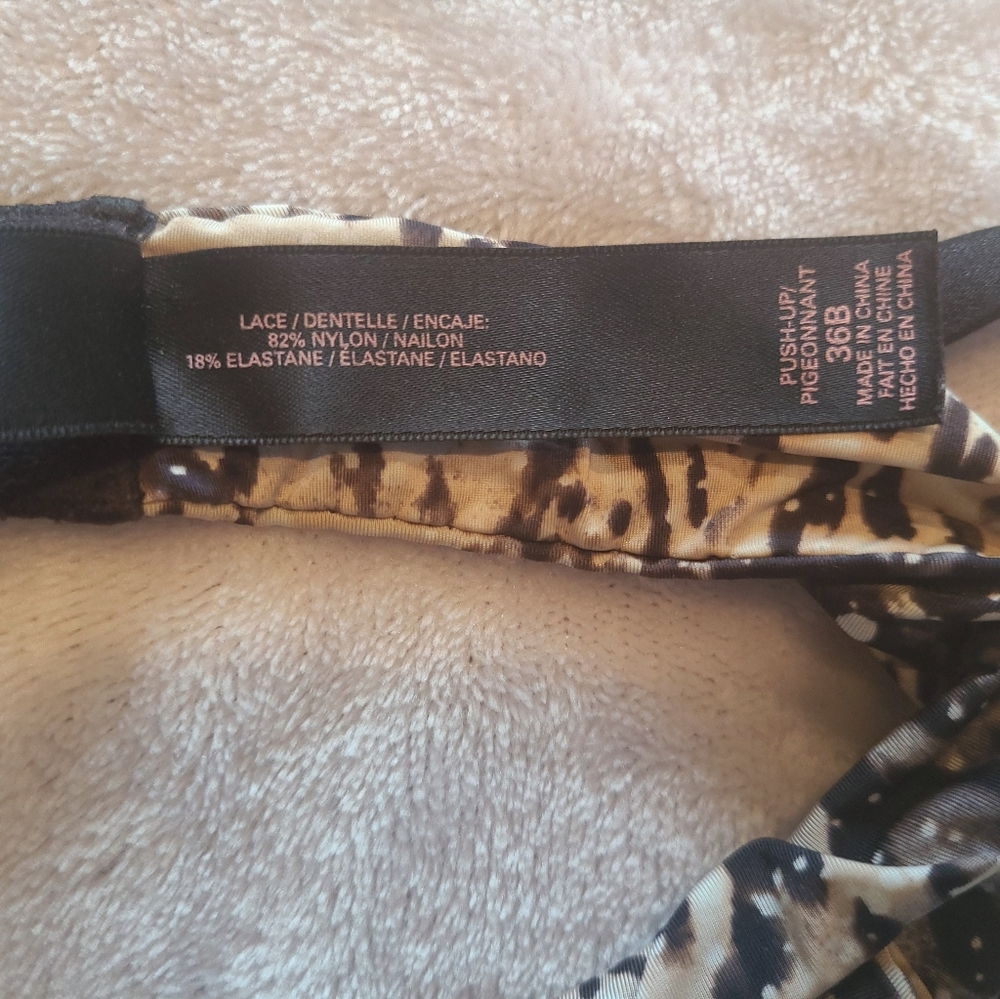 LACE / DENTELLE / ENCAJE:
82% NYLON / NAILON
18% ELASTANE / ÉLASTANE / ELASTANO
PUSH-UP/
PIGEONNANT
36B
MADE IN CHINA
FAIT EN CHINE
HECHO EN CHINA